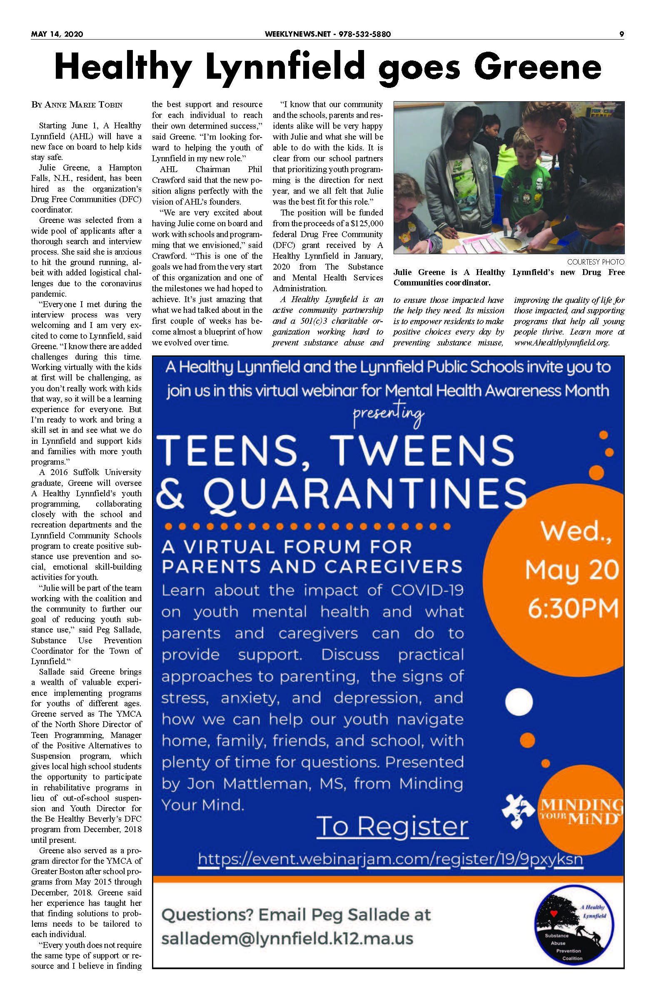 MAY 14, 2020
WEEKLYNEWS.NET - 978-532-5880
9
Healthy Lynnfield goes Greene
BY ANNE MARIE TOBIN
Starting June 1, A Healthy
Lynnfield (AHL) will have a
new face on board to help kids
stay safe.
Julie Greene, a Hampton
Falls, N.H., resident, has been
hired as the organization's
Drug Free Communities (DFC)
coordinator.
Greene was selected from a
wide pool of applicants after a
thorough search and interview
process. She said she is anxious
to hit the ground running, al-
beit with added logistical chal-
lenges due to the coronavirus
pandemic.
“Everyone I met during the
interview process was very
welcoming and I am very ex-
cited to come to Lynnfield, said
Greene. “I know there are added
challenges during this time.
Working virtually with the kids
at first will be challenging, as
you don't really work with kids
that way, so it will be a learning
experience for everyone. But
I'm ready to work and bring a
skill set in and see what we do
in Lynnfield and support kids
and families with more youth
programs.”
A 2016 Suffolk University
graduate, Greene will oversee
A Healthy Lynnfield's youth
programming, collaborating
closely with the school and
recreation departments and the
Lynnfield Community Schools
program to create positive sub-
stance use prevention and so-
cial, emotional skill-building
activities for youth.
“Julie will be part of the team
working with the coalition and
the community to further our
goal of reducing youth sub-
stance use,” said Peg Sallade,
Substance Use Prevention
Coordinator for the Town of
Lynnfield.“
Sallade said Greene brings
a wealth of valuable experi-
ence implementing programs
for youths of different ages.
Greene served as The YMCA
of the North Shore Director of
Teen Programming, Manager
of the Positive Alternatives to
Suspension program, which
gives local high school students
the opportunity to participate
in rehabilitative programs in
lieu of out-of-school suspen-
sion and Youth Director for
the Be Healthy Beverly's DFC
program from December, 2018
until present.
Greene also served as a pro-
gram director for the YMCA of
Greater Boston after school pro-
grams from May 2015 through
December, 2018. Greene said
her experience has taught her
that finding solutions to prob-
lems needs to be tailored to
each individual.
“Every youth does not require
the same type of support or re-
source and I believe in finding
the best support and resource
for each individual to reach
their own determined success,”
said Greene. “I'm looking for-
ward to helping the youth of
Lynnfield in my new role.”
AHL Chairman Phil
Crawford said that the new po-
sition aligns perfectly with the
vision of AHL's founders.
“We are very excited about
having Julie come on board and
work with schools and program-
ming that we envisioned,” said
Crawford. “This is one of the
goals we had from the very start
of this organization and one of
the milestones we had hoped to
achieve. It's just amazing that
what we had talked about in the
first couple of weeks has be-
come almost a blueprint of how
we evolved over time.
“I know that our community
and the schools, parents and res-
idents alike will be very happy
with Julie and what she will be
able to do with the kids. It is
clear from our school partners
that prioritizing youth program-
ming is the direction for next
year, and we all felt that Julie
was the best fit for this role.”
The position will be funded
from the proceeds of a $125,000
federal Drug Free Community
(DFC) grant received by A
Healthy Lynnfield in January,
2020 from The Substance
and Mental Health Services
Administration.
A Healthy Lynnfield is an
active community partnership
and a 501(c)3 charitable or-
ganization working hard to
prevent substance abuse and
COURTESY PHOTO
Julie Greene is A Healthy Lynnfield's new Drug Free
Communities coordinator.
to ensure those impacted have
the help they need. Its mission
is to empower residents to make
positive choices every day by
preventing substance misuse,
improving the quality of life for
those impacted, and supporting
programs that help all young
people thrive. Learn more at
www.Ahealthylynnfield.org.
A Healthy Lynnfield and the Lynnfield Public Schools invite you to
join us in this virtual webinar for Mental Health Awareness Month
presenting
TEENS, TWEENS
& QUARANTINES
Wed.,
May 20
6:30PM
A VIRTUAL FORUM FOR
PARENTS AND CAREGIVERS
Learn about the impact of COVID-19
on youth mental health and what
parents and caregivers can do to
provide support. Discuss practical
approaches to parenting, the signs of
stress, anxiety, and depression, and
how we can help our youth navigate
home, family, friends, and school, with
plenty of time for questions. Presented
by Jon Mattleman, MS, from Minding
Your Mind.
MINDING
YOUR MiND
To Register
https://event.webinarjam.com/register/19/9pxyksn
Questions? Email Peg Sallade at
salladem@lynnfield.k12.ma.us
A Healthy
Lynnfield
Substance
Abuse
Prevention
Coalition